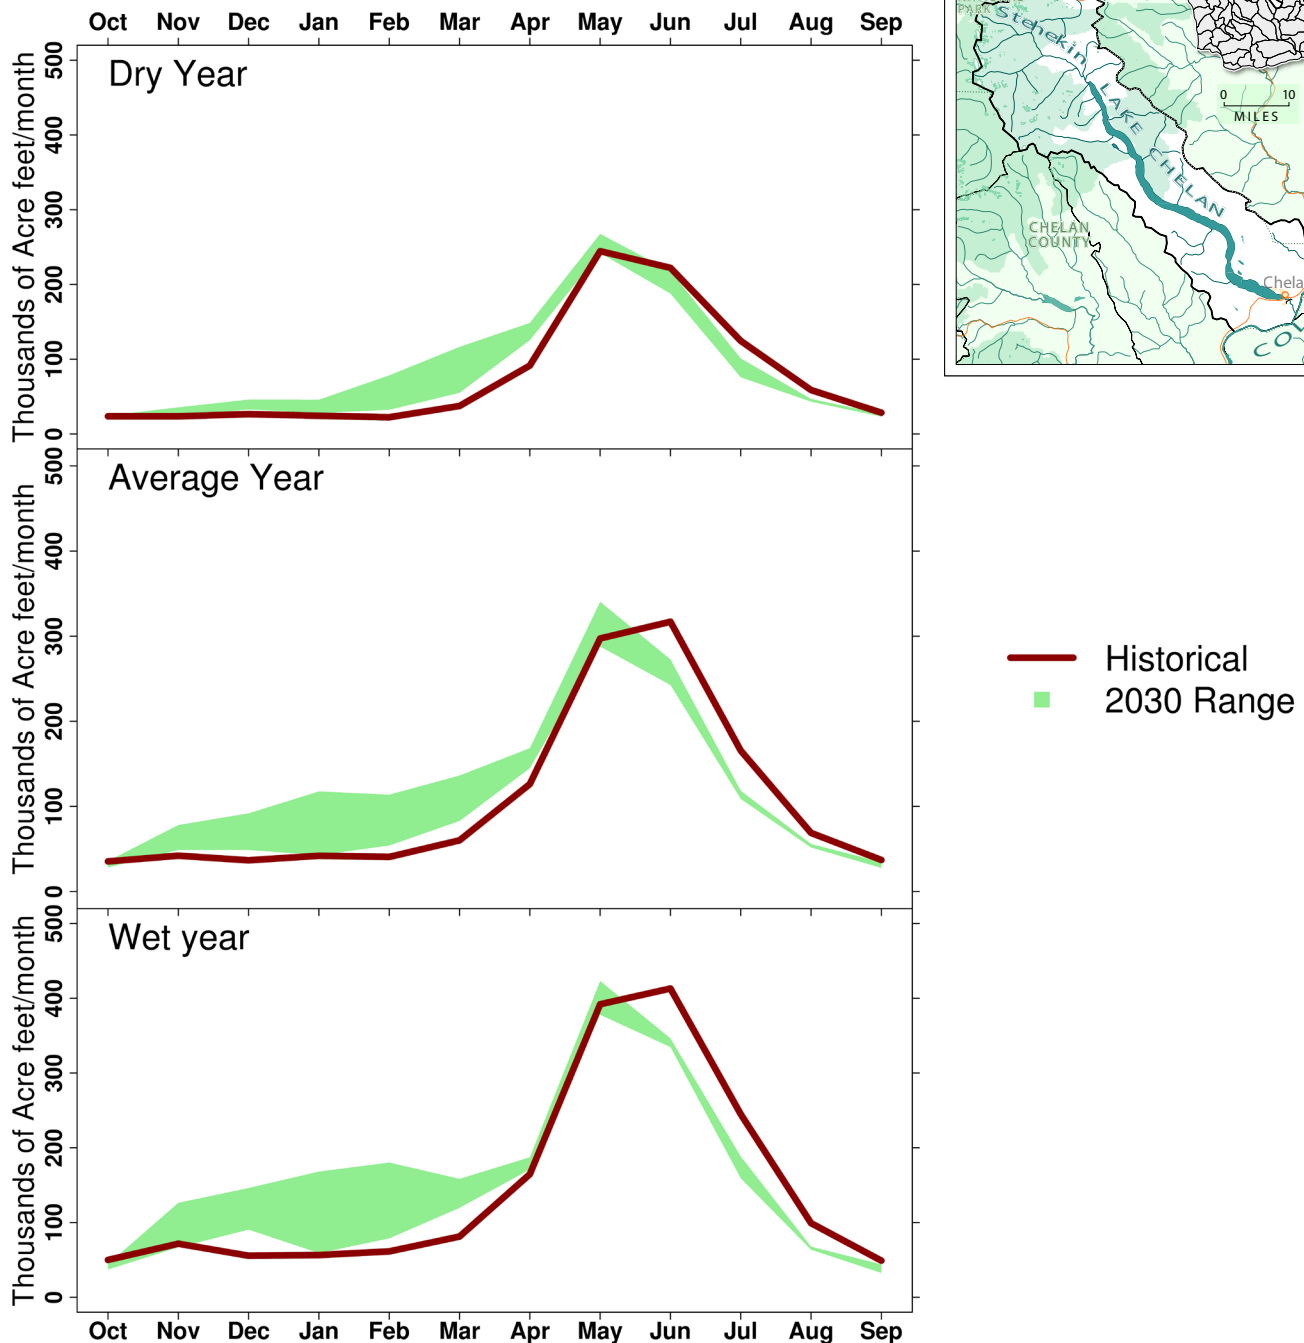 Oct Nov Dec Jan Feb Mar Apr May Jun Jul Aug Sep
Dry Year
Thousands of Acre feet/month
500
400
300
200
100
0
Average Year
Thousands of Acre feet/month
500
400
300
200
100
0
Wet year
Thousands of Acre feet/month
500
400
300
200
100
0
Oct Nov Dec Jan Feb Mar Apr May Jun Jul Aug Sep
PARK
Stehekin
LAKE CHELAN
0 10
MILES
CHELAN
COUNTY
Chela
COL
Historical
2030 Range